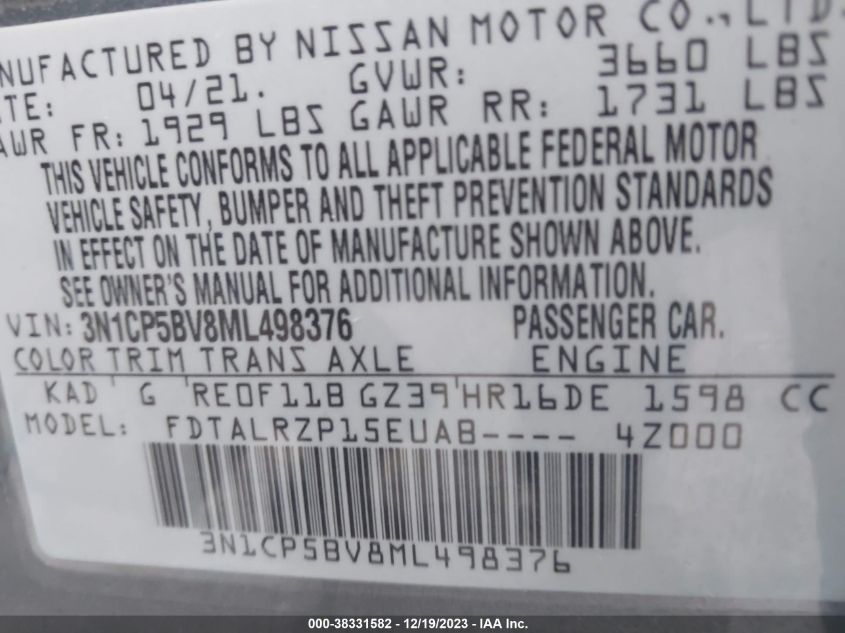 NUFACTURED BY NISSAN MOTOR CO., LTD.
TE: 04/21. GVWR: 3660 LBS
AWR FR: 1929 LBS GAWR RR: 1731 LBS
THIS VEHICLE CONFORMS TO ALL APPLICABLE FEDERAL MOTOR
VEHICLE SAFETY, BUMPER AND THEFT PREVENTION STANDARDS
IN EFFECT ON THE DATE OF MANUFACTURE SHOWN ABOVE.
SEE OWNER'S MANUAL FOR ADDITIONAL INFORMATION.
VIN: 3N1CP5BV8ML498376 PASSENGER CAR.
COLOR TRIM TRANS AXLE ENGINE
KAD ' G 'RE0F11B GZ39'HR16DE 1598 CC
MODEL: FDTALRZP15EUAB---- 4Z000
3N1CP5BV8ML498376
000-38331582 - 12/19/2023 - IAA Inc.